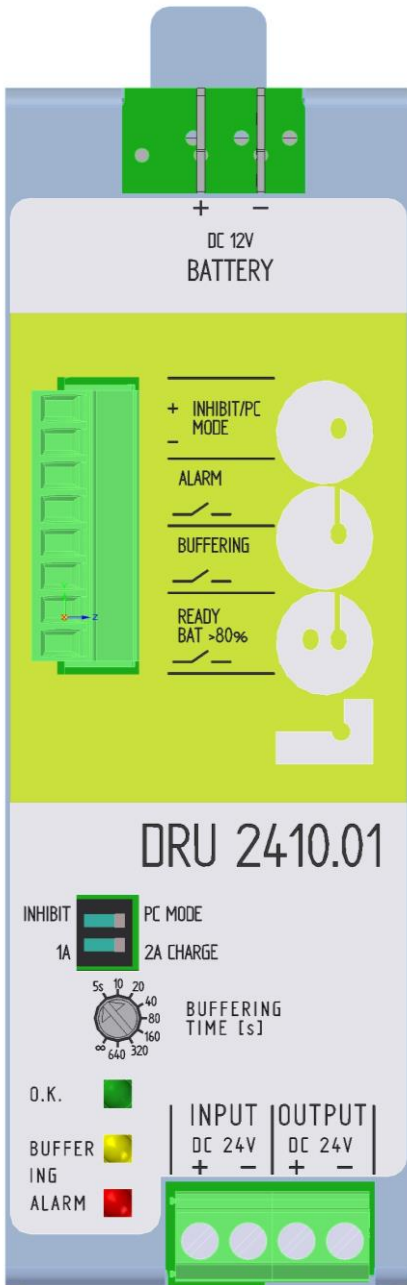 + −
DC 12V
BATTERY
+ INHIBIT/PC
− MODE
ALARM
BUFFERING
READY
BAT >80%
Z
Leco
DRU 2410.01
INHIBIT PC MODE
1A 2A CHARGE
5s 10 20 40 80 160 320 640 ∞
BUFFERING
TIME [s]
O.K.
BUFFER
ING
ALARM
INPUT OUTPUT
DC 24V DC 24V
+ − + −